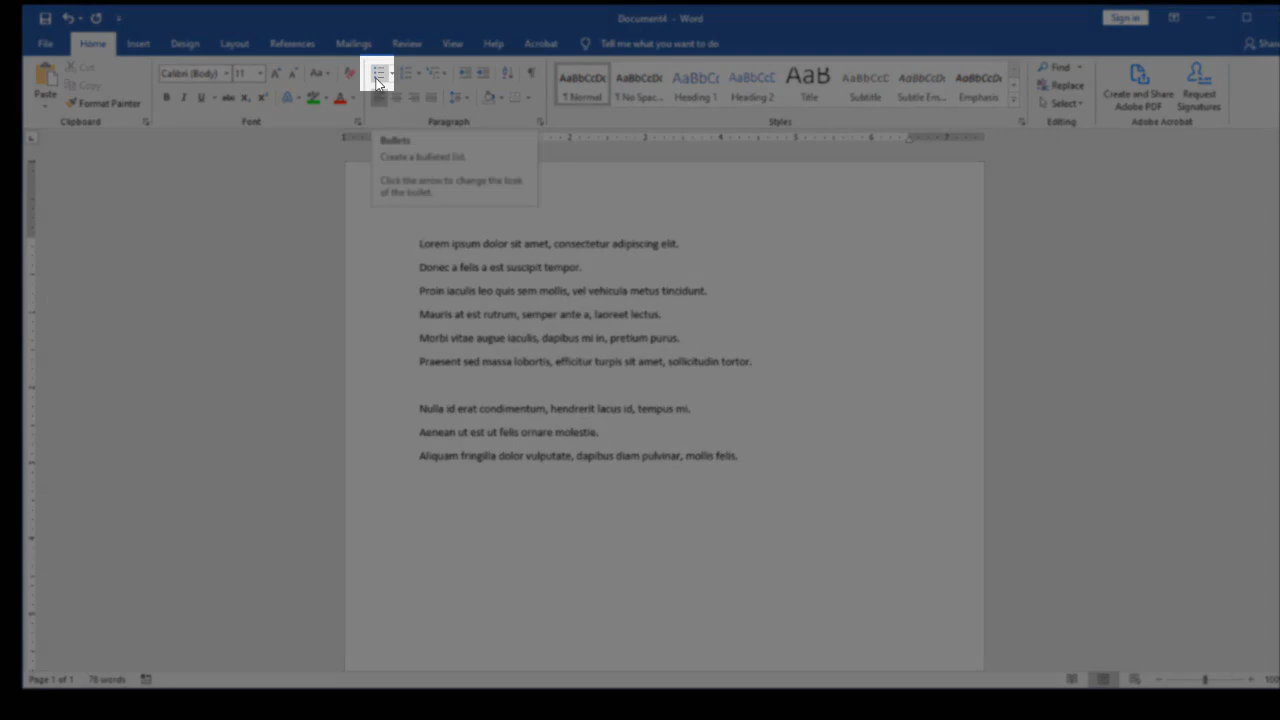 Document4 - Word
Sign in
File Home Insert Design Layout References Mailings Review View Help Acrobat Tell me what you want to do Share
Paste
Cut
Copy
Format Painter
Clipboard
Calibri (Body) 11
Font
Paragraph
AaBbCcDc AaBbCcDc AaBbCc AaBbCcE AaB AaBbCcD AaBbCcDc AaBbCcDc
¶ Normal ¶ No Spac... Heading 1 Heading 2 Title Subtitle Subtle Em... Emphasis
Styles
Find
Replace
Select
Editing
Create and Share
Adobe PDF
Request
Signatures
Adobe Acrobat
Bullets
Create a bulleted list.
Click the arrow to change the look
of the bullet.
Lorem ipsum dolor sit amet, consectetur adipiscing elit.
Donec a felis a est suscipit tempor.
Proin iaculis leo quis sem mollis, vel vehicula metus tincidunt.
Mauris at est rutrum, semper ante a, laoreet lectus.
Morbi vitae augue iaculis, dapibus mi in, pretium purus.
Praesent sed massa lobortis, efficitur turpis sit amet, sollicitudin tortor.
Nulla id erat condimentum, hendrerit lacus id, tempus mi.
Aenean ut est ut felis ornare molestie.
Aliquam fringilla dolor vulputate, dapibus diam pulvinar, mollis felis.
Page 1 of 1 78 words 100